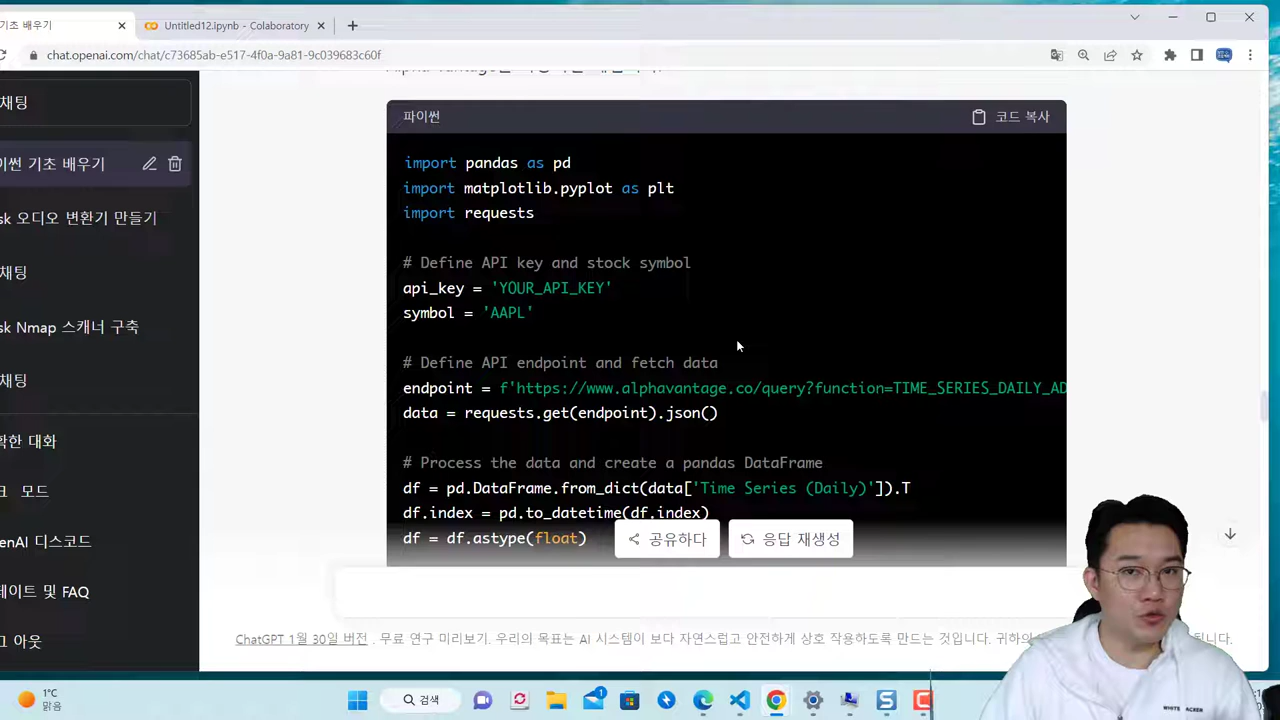 기초 배우기
Untitled12.ipynb - Colaboratory
chat.openai.com/chat/c73685ab-e517-4f0a-9a81-9c039683c60f
채팅
파이썬
코드 복사
이썬 기초 배우기
sk 오디오 변환기 만들기
채팅
sk Nmap 스캐너 구축
채팅
확한 대화
크 모드
enAI 디스코드
데이트 및 FAQ
그 아웃
import pandas as pd
import matplotlib.pyplot as plt
import requests
# Define API key and stock symbol
api_key = 'YOUR_API_KEY'
symbol = 'AAPL'
# Define API endpoint and fetch data
endpoint = f'https://www.alphavantage.co/query?function=TIME_SERIES_DAILY_AD
data = requests.get(endpoint).json()
# Process the data and create a pandas DataFrame
df = pd.DataFrame.from_dict(data['Time Series (Daily)']).T
df.index = pd.to_datetime(df.index)
df = df.astype(float)
공유하다
응답 재생성
ChatGPT 1월 30일 버전 . 무료 연구 미리보기. 우리의 목표는 AI 시스템이 보다 자연스럽고 안전하게 상호 작용하도록 만드는 것입니다. 귀하의
됩니다.
1°C
맑음
검색
1